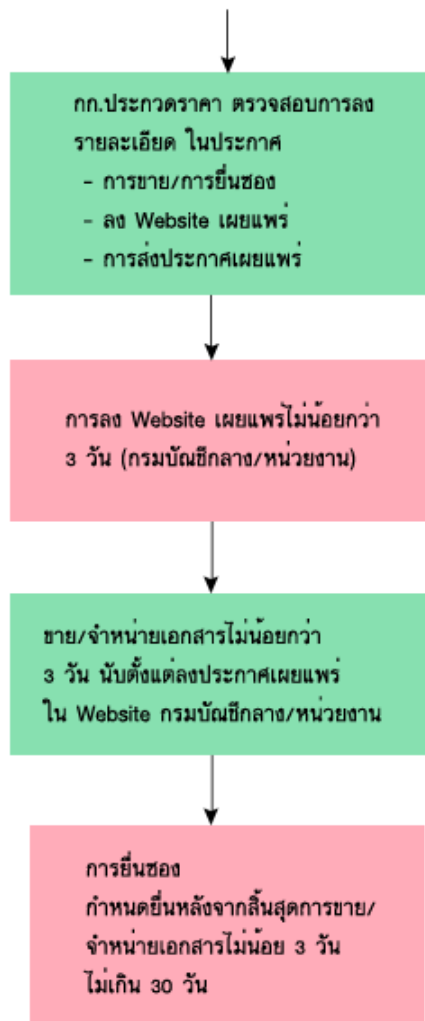 กก.ประกวดราคา ตรวจสอบการลง
รายละเอียด ในประกาศ
- การขาย/การยื่นซอง
- ลง Website เผยแพร่
- การส่งประกาศเผยแพร่
การลง Website เผยแพร่ไม่น้อยกว่า
3 วัน (กรมบัญชีกลาง/หน่วยงาน)
ขาย/จำหน่ายเอกสารไม่น้อยกว่า
3 วัน นับตั้งแต่ลงประกาศเผยแพร่
ใน Website กรมบัญชีกลาง/หน่วยงาน
การยื่นซอง
กำหนดยื่นหลังจากสิ้นสุดการขาย/
จำหน่ายเอกสารไม่น้อย 3 วัน
ไม่เกิน 30 วัน